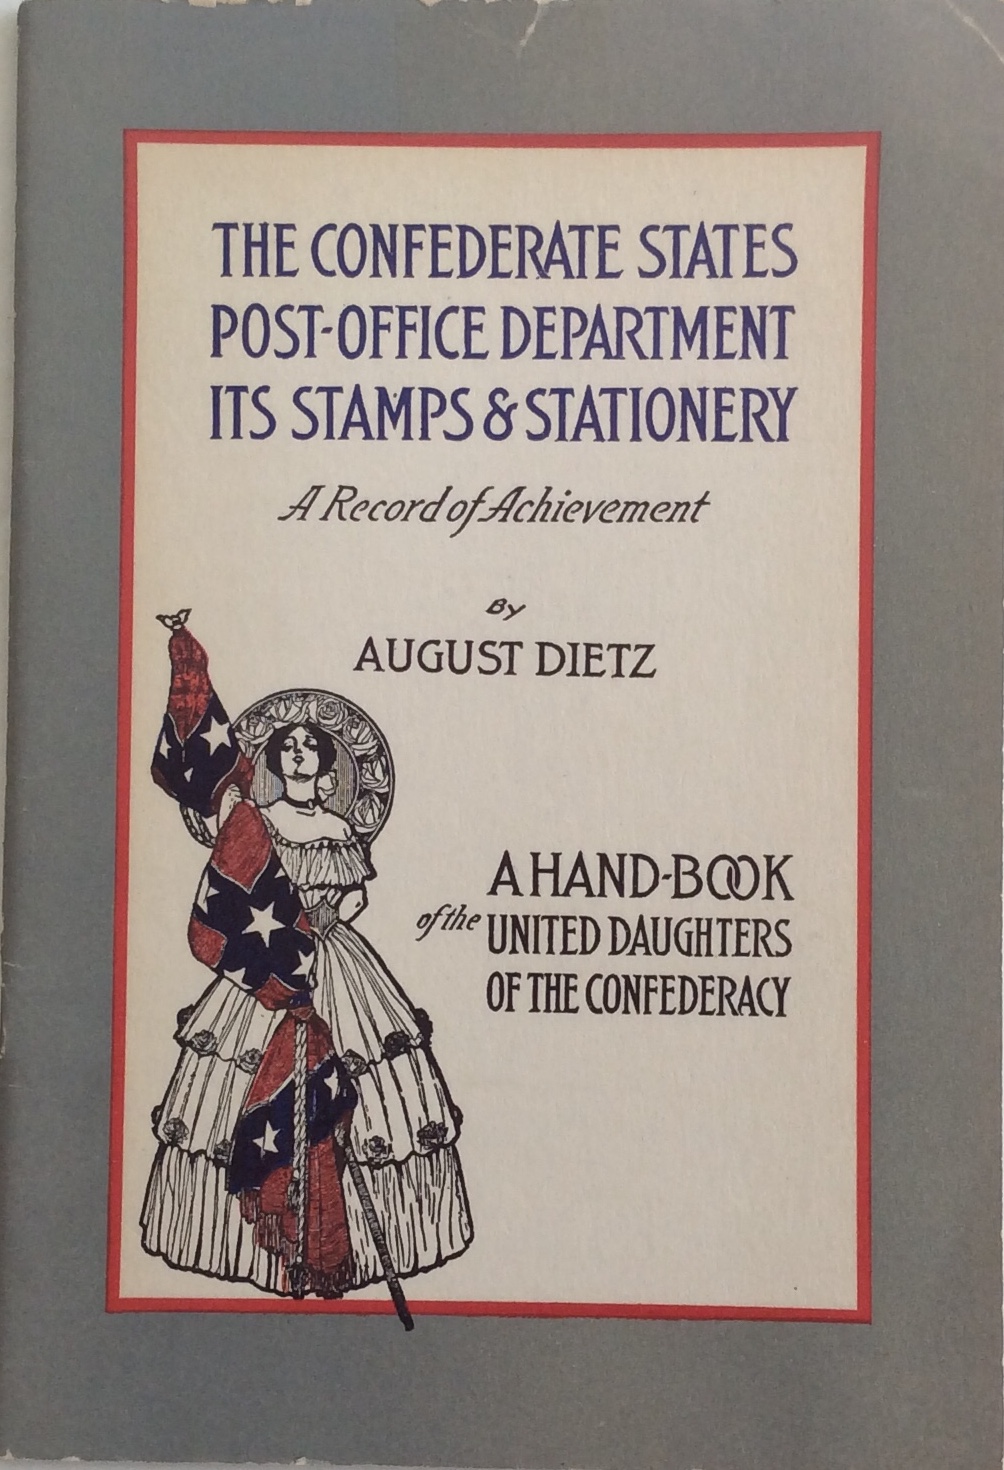 THE CONFEDERATE STATES
POST-OFFICE DEPARTMENT
ITS STAMPS & STATIONERY
A Record of Achievement
By
AUGUST DIETZ
A HAND-BOOK
of the UNITED DAUGHTERS
OF THE CONFEDERACY